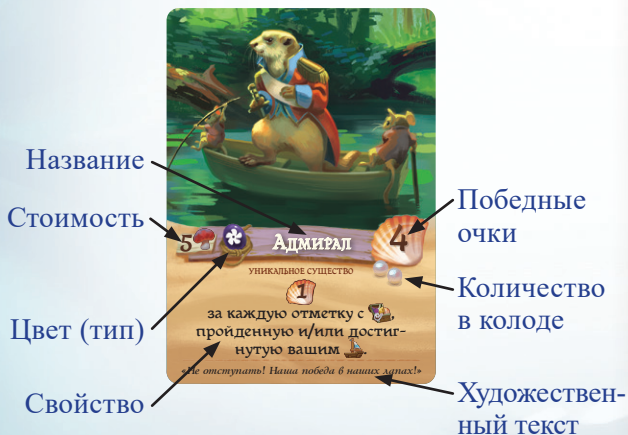 Название
Стоимость
Цвет (тип)
Свойство
5
Адмирал
4
уникальное существо
1
за каждую отметку с ,
пройденную и/или достиг-
нутую вашим .
«Не отступать! Наша победа в наших лапах!»
Победные
очки
Количество
в колоде
Художествен-
ный текст